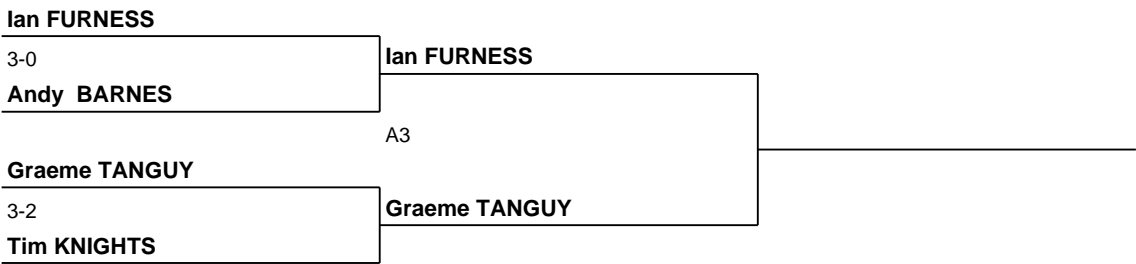 Ian FURNESS
3-0
Ian FURNESS
Andy BARNES
A3
Graeme TANGUY
3-2
Graeme TANGUY
Tim KNIGHTS